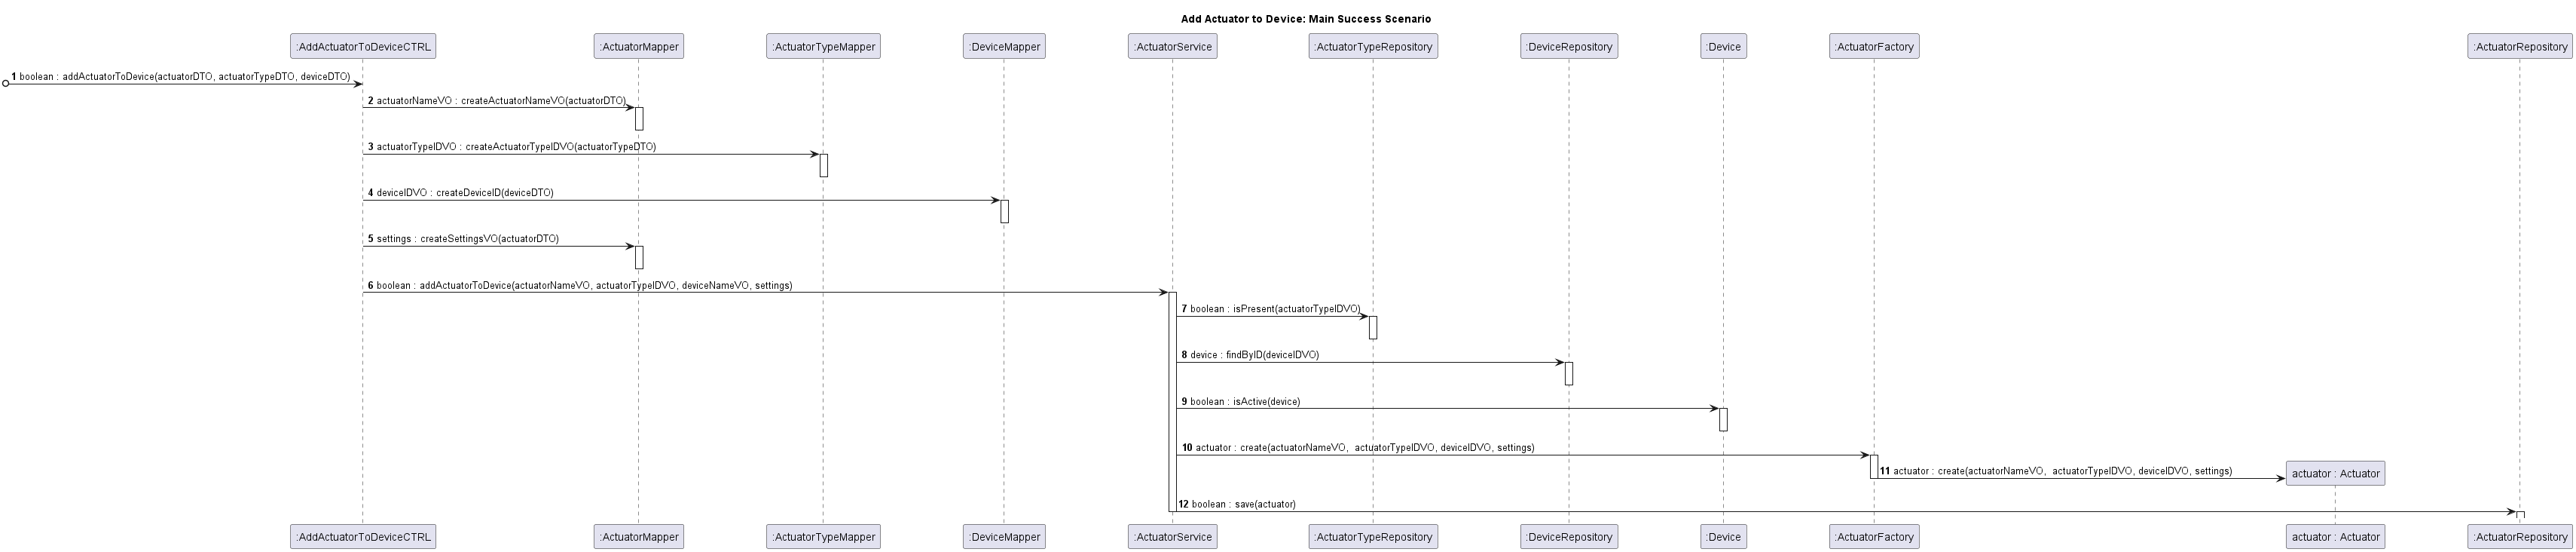 Add Actuator to Device: Main Success Scenario
:AddActuatorToDeviceCTRL :ActuatorMapper :ActuatorTypeMapper :DeviceMapper :ActuatorService :ActuatorTypeRepository :DeviceRepository :Device :ActuatorFactory :ActuatorRepository
1 boolean : addActuatorToDevice(actuatorDTO, actuatorTypeDTO, deviceDTO)
2 actuatorNameVO : createActuatorNameVO(actuatorDTO)
3 actuatorTypeIDVO : createActuatorTypeIDVO(actuatorTypeDTO)
4 deviceIDVO : createDeviceID(deviceDTO)
5 settings : createSettingsVO(actuatorDTO)
6 boolean : addActuatorToDevice(actuatorNameVO, actuatorTypeIDVO, deviceNameVO, settings)
7 boolean : isPresent(actuatorTypeIDVO)
8 device : findByID(deviceIDVO)
9 boolean : isActive(device)
10 actuator : create(actuatorNameVO,  actuatorTypeIDVO, deviceIDVO, settings)
11 actuator : create(actuatorNameVO,  actuatorTypeIDVO, deviceIDVO, settings)
actuator : Actuator
12 boolean : save(actuator)
:AddActuatorToDeviceCTRL :ActuatorMapper :ActuatorTypeMapper :DeviceMapper :ActuatorService :ActuatorTypeRepository :DeviceRepository :Device :ActuatorFactory actuator : Actuator :ActuatorRepository